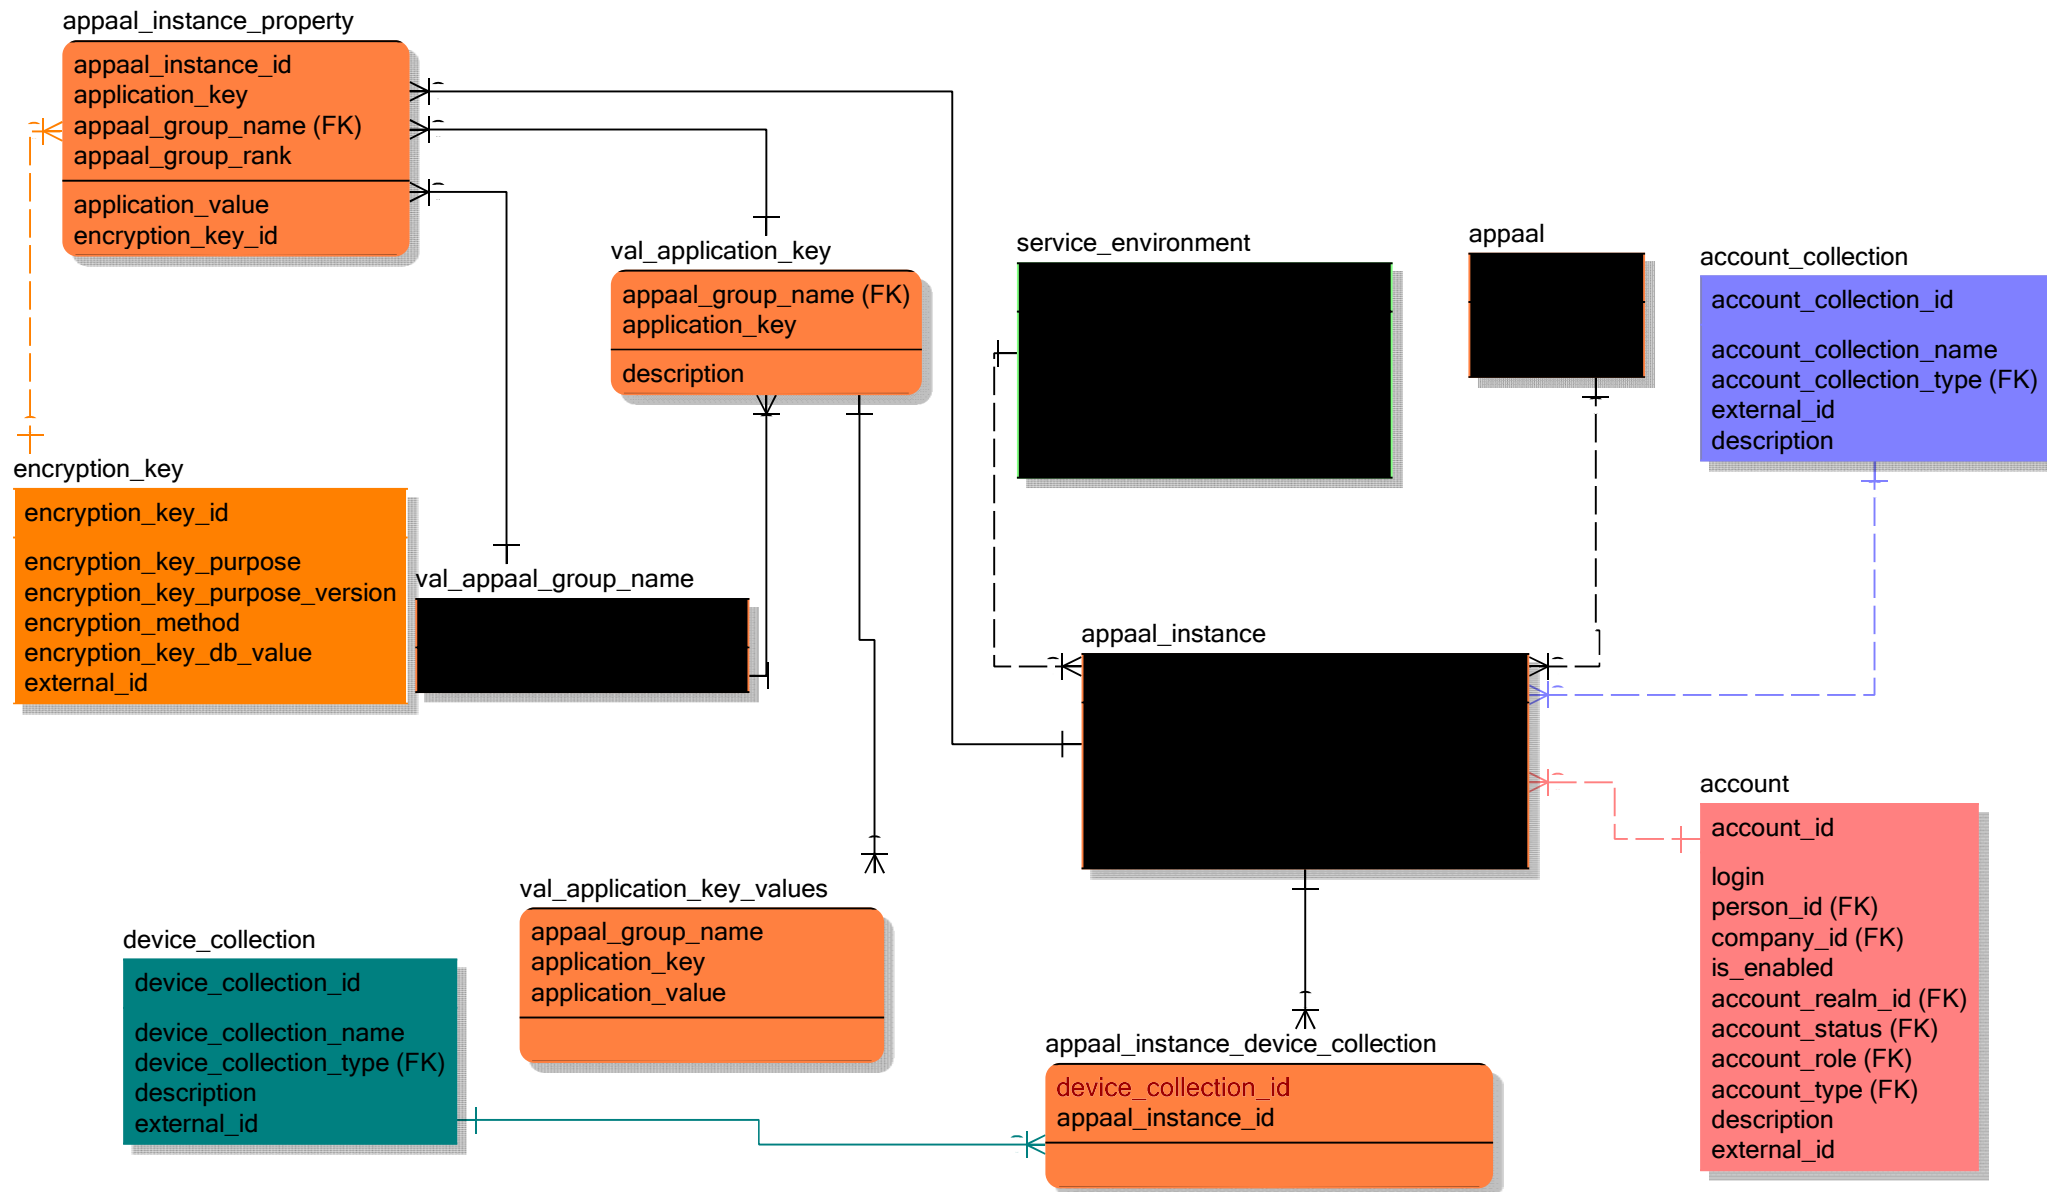 appaal_instance_property
appaal_instance_id
application_key
appaal_group_name (FK)
appaal_group_rank
application_value
encryption_key_id
val_application_key
appaal_group_name (FK)
application_key
description
service_environment
appaal
account_collection
account_collection_id
account_collection_name
account_collection_type (FK)
external_id
description
encryption_key
encryption_key_id
encryption_key_purpose
encryption_key_purpose_version
encryption_method
encryption_key_db_value
external_id
val_appaal_group_name
appaal_instance
account
account_id
login
person_id (FK)
company_id (FK)
is_enabled
account_realm_id (FK)
account_status (FK)
account_role (FK)
account_type (FK)
description
external_id
val_application_key_values
appaal_group_name
application_key
application_value
device_collection
device_collection_id
device_collection_name
device_collection_type (FK)
description
external_id
appaal_instance_device_collection
device_collection_id
appaal_instance_id